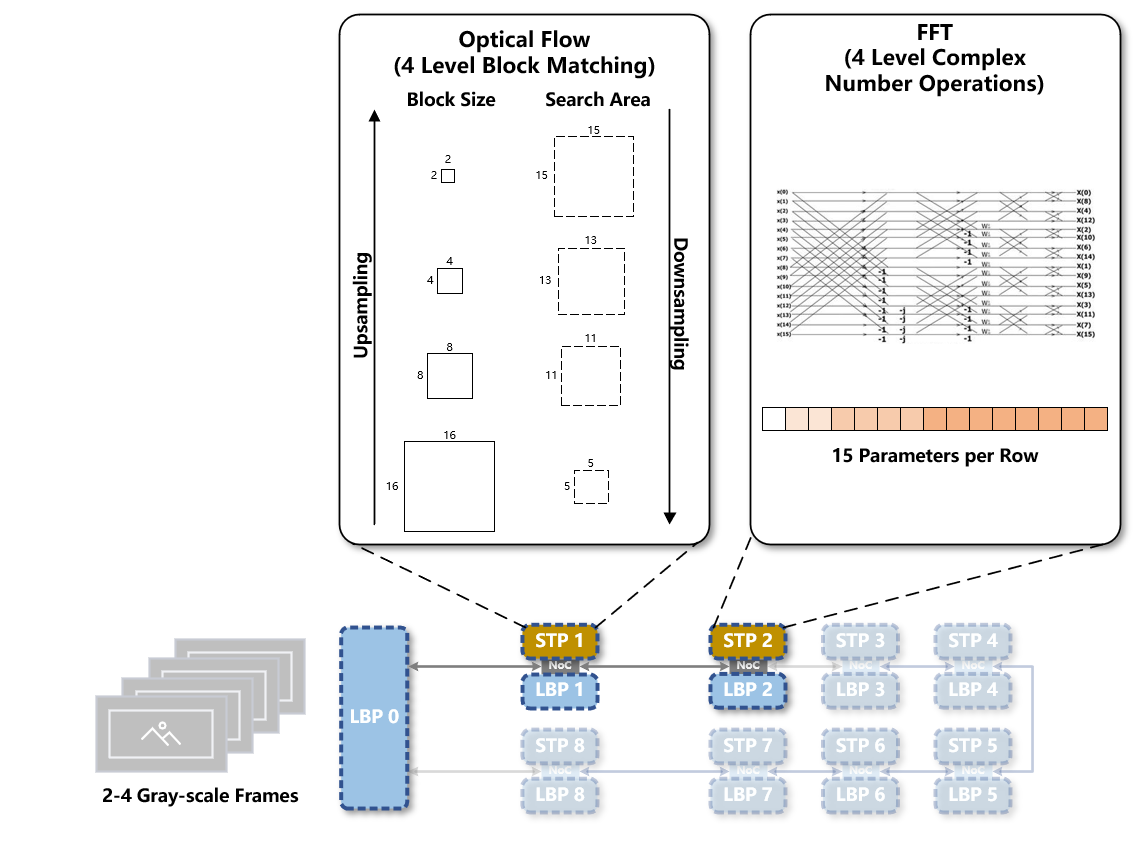 Optical Flow
(4 Level Block Matching)
Block Size
Search Area
Upsampling
Downsampling
2
2
15
15
4
4
13
13
8
8
11
11
16
16
5
5
FFT
(4 Level Complex
Number Operations)
x(0)
x(1)
x(2)
x(3)
x(4)
x(5)
x(6)
x(7)
x(8)
x(9)
x(10)
x(11)
x(12)
x(13)
x(14)
x(15)
-1
-1
-1
-1
-1 -j
-1 -j
-1 -j
-1 -j
-1
-1
-1
-1
-1
-1
-1
-1
X(0)
X(8)
X(4)
X(12)
X(2)
X(10)
X(6)
X(14)
X(1)
X(9)
X(5)
X(13)
X(3)
X(11)
X(7)
X(15)
15 Parameters per Row
2-4 Gray-scale Frames
LBP 0
STP 1
NoC
LBP 1
STP 2
NoC
LBP 2
STP 3
NoC
LBP 3
STP 4
NoC
LBP 4
STP 8
NoC
LBP 8
STP 7
NoC
LBP 7
STP 6
NoC
LBP 6
STP 5
NoC
LBP 5